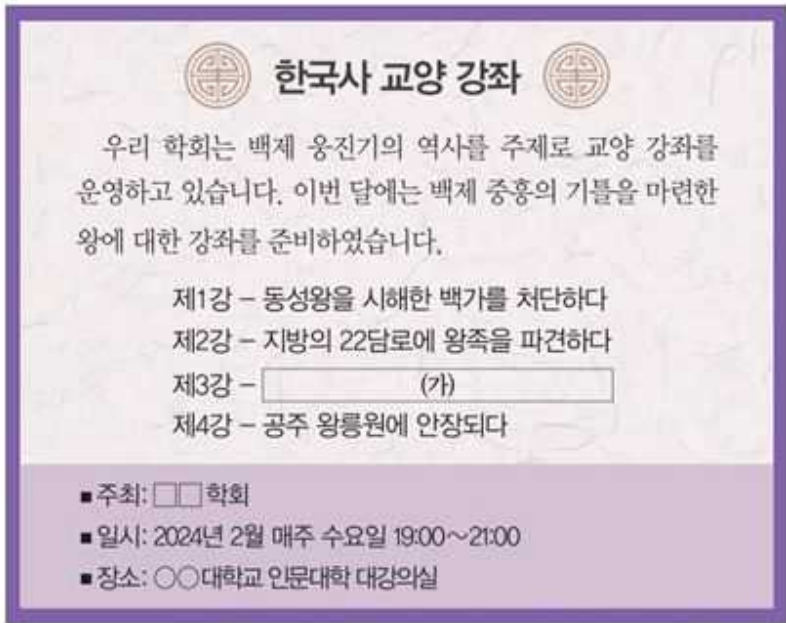 한국사 교양 강좌
우리 학회는 백제 웅진기의 역사를 주제로 교양 강좌를
운영하고 있습니다. 이번 달에는 백제 중흥의 기틀을 마련한
왕에 대한 강좌를 준비하였습니다.
제1강 - 동성왕을 시해한 백가를 처단하다
제2강 - 지방의 22담로에 왕족을 파견하다
제3강 - (가)
제4강 - 공주 왕릉원에 안장되다
■ 주최: □□학회
■ 일시: 2024년 2월 매주 수요일 19:00~21:00
■ 장소: ○○대학교 인문대학 대강의실